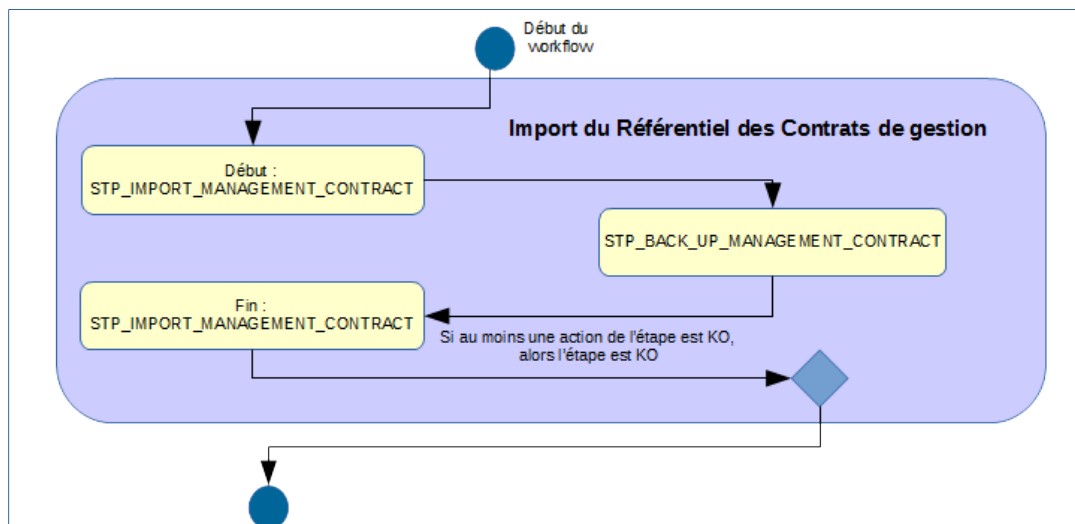 Début du
workflow
Import du Référentiel des Contrats de gestion
Début :
STP_IMPORT_MANAGEMENT_CONTRACT
STP_BACK_UP_MANAGEMENT_CONTRACT
Fin :
STP_IMPORT_MANAGEMENT_CONTRACT
Si au moins une action de l'étape est KO,
alors l'étape est KO